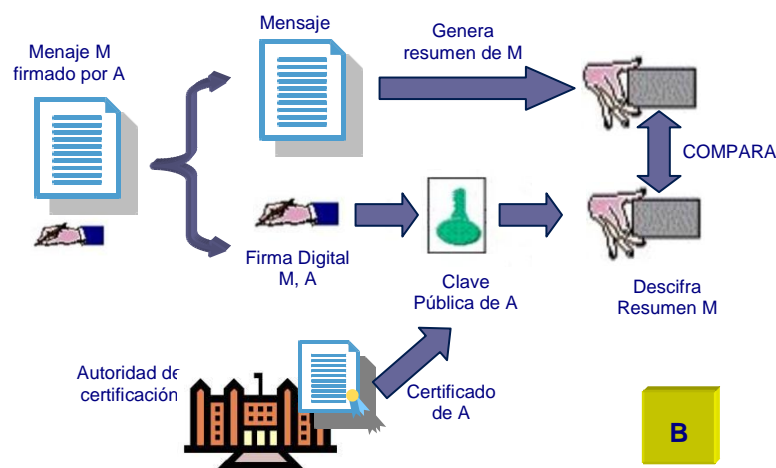 Menaje M
firmado por A
Mensaje
Genera
resumen de M
COMPARA
Firma Digital
M, A
Clave
Pública de A
Descifra
Resumen M
Autoridad de
certificación
Certificado
de A
B